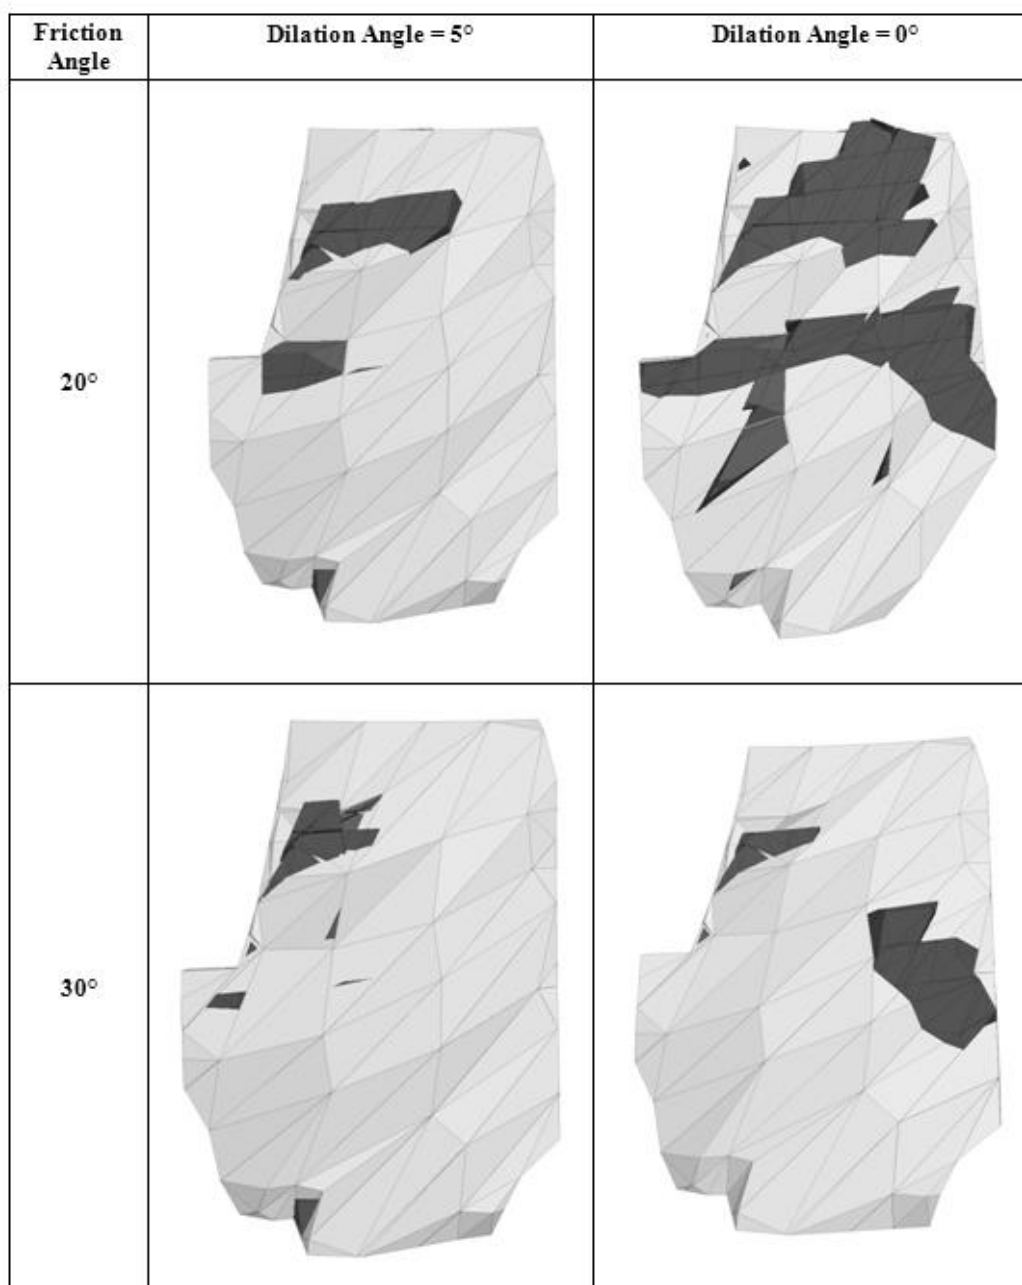 Friction
Angle
Dilation Angle = 5°
Dilation Angle = 0°
20°
30°